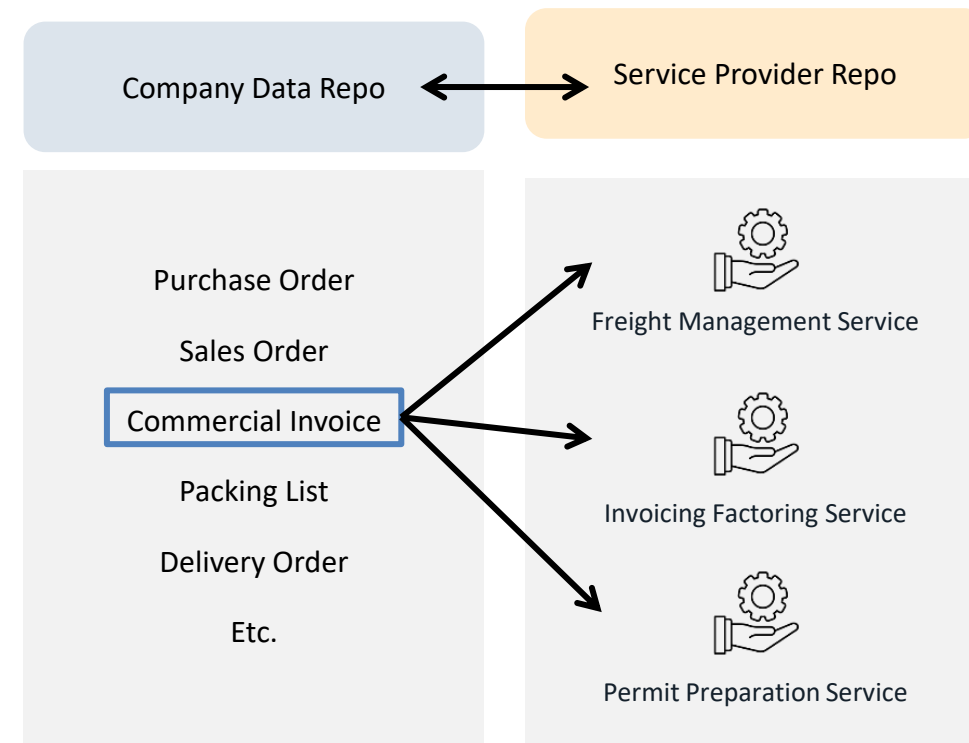 Company Data Repo
Service Provider Repo
Purchase Order
Sales Order
Commercial Invoice
Packing List
Delivery Order
Etc.
Freight Management Service
Invoicing Factoring Service
Permit Preparation Service